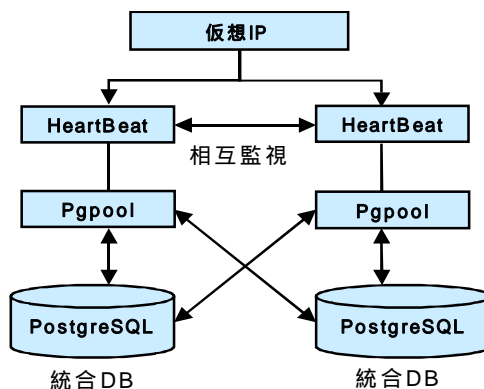 仮想IP
HeartBeat
HeartBeat
相互監視
Pgpool
Pgpool
PostgreSQL
PostgreSQL
統合DB
統合DB